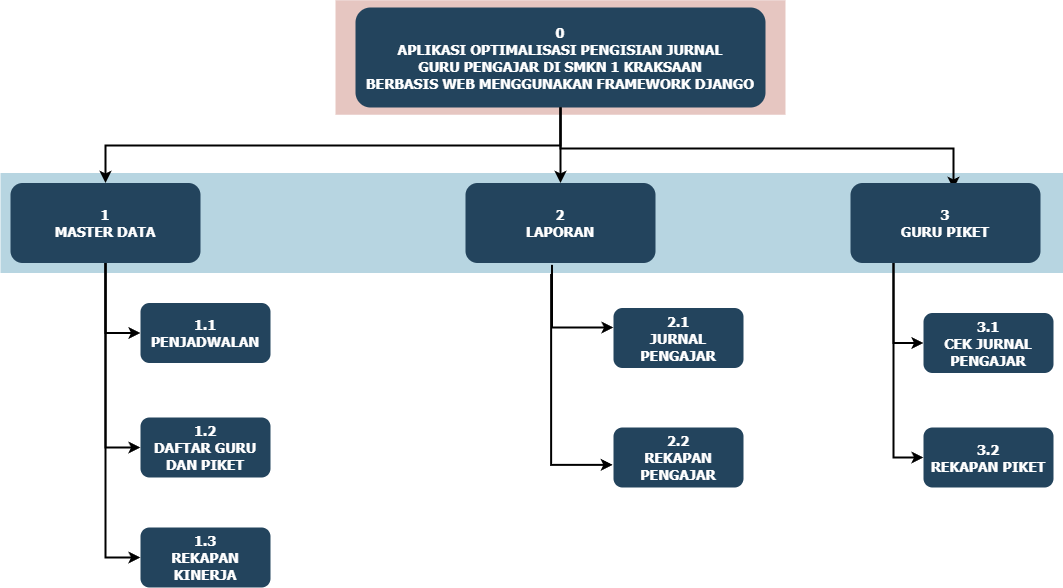 0
APLIKASI OPTIMALISASI PENGISIAN JURNAL
GURU PENGAJAR DI SMKN 1 KRAKSAAN
BERBASIS WEB MENGGUNAKAN FRAMEWORK DJANGO
1
MASTER DATA
2
LAPORAN
3
GURU PIKET
1.1
PENJADWALAN
1.2
DAFTAR GURU
DAN PIKET
1.3
REKAPAN
KINERJA
2.1
JURNAL
PENGAJAR
2.2
REKAPAN
PENGAJAR
3.1
CEK JURNAL
PENGAJAR
3.2
REKAPAN PIKET